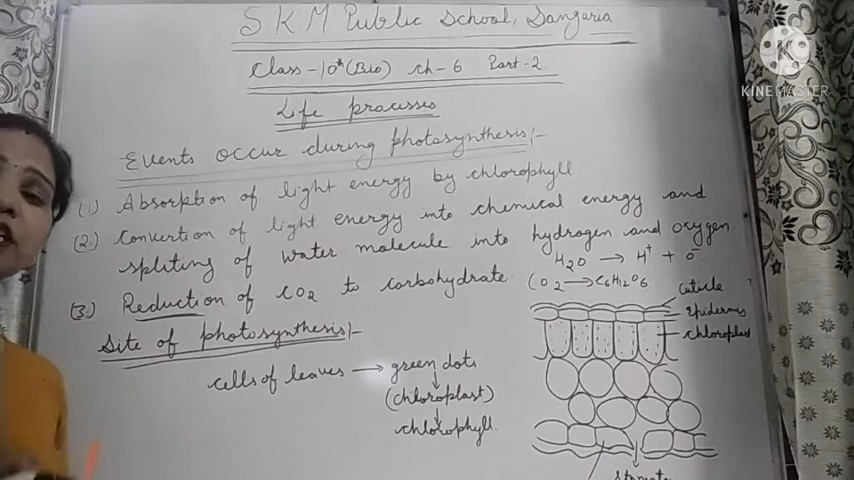 S K M Public School, Sangaria
KINEMASTER
Class-10th (Bio) ch-6 Part-2
Life processes
Events occur during photosynthesis:-
(1) Absorption of light energy by chlorophyll
(2.) Convertion of light energy into chemical energy and
spliting of water molecule into hydrogen and oxygen.
H2O → H+ + O-
(3.) Reduction of CO2 to carbohydrate. CO2 → C6H12O6
cuticle
Epidermis
chloroplast
Site of photosynthesis:-
cells of leaves → green dots
(chloroplast)
chlorophyll.
stomata